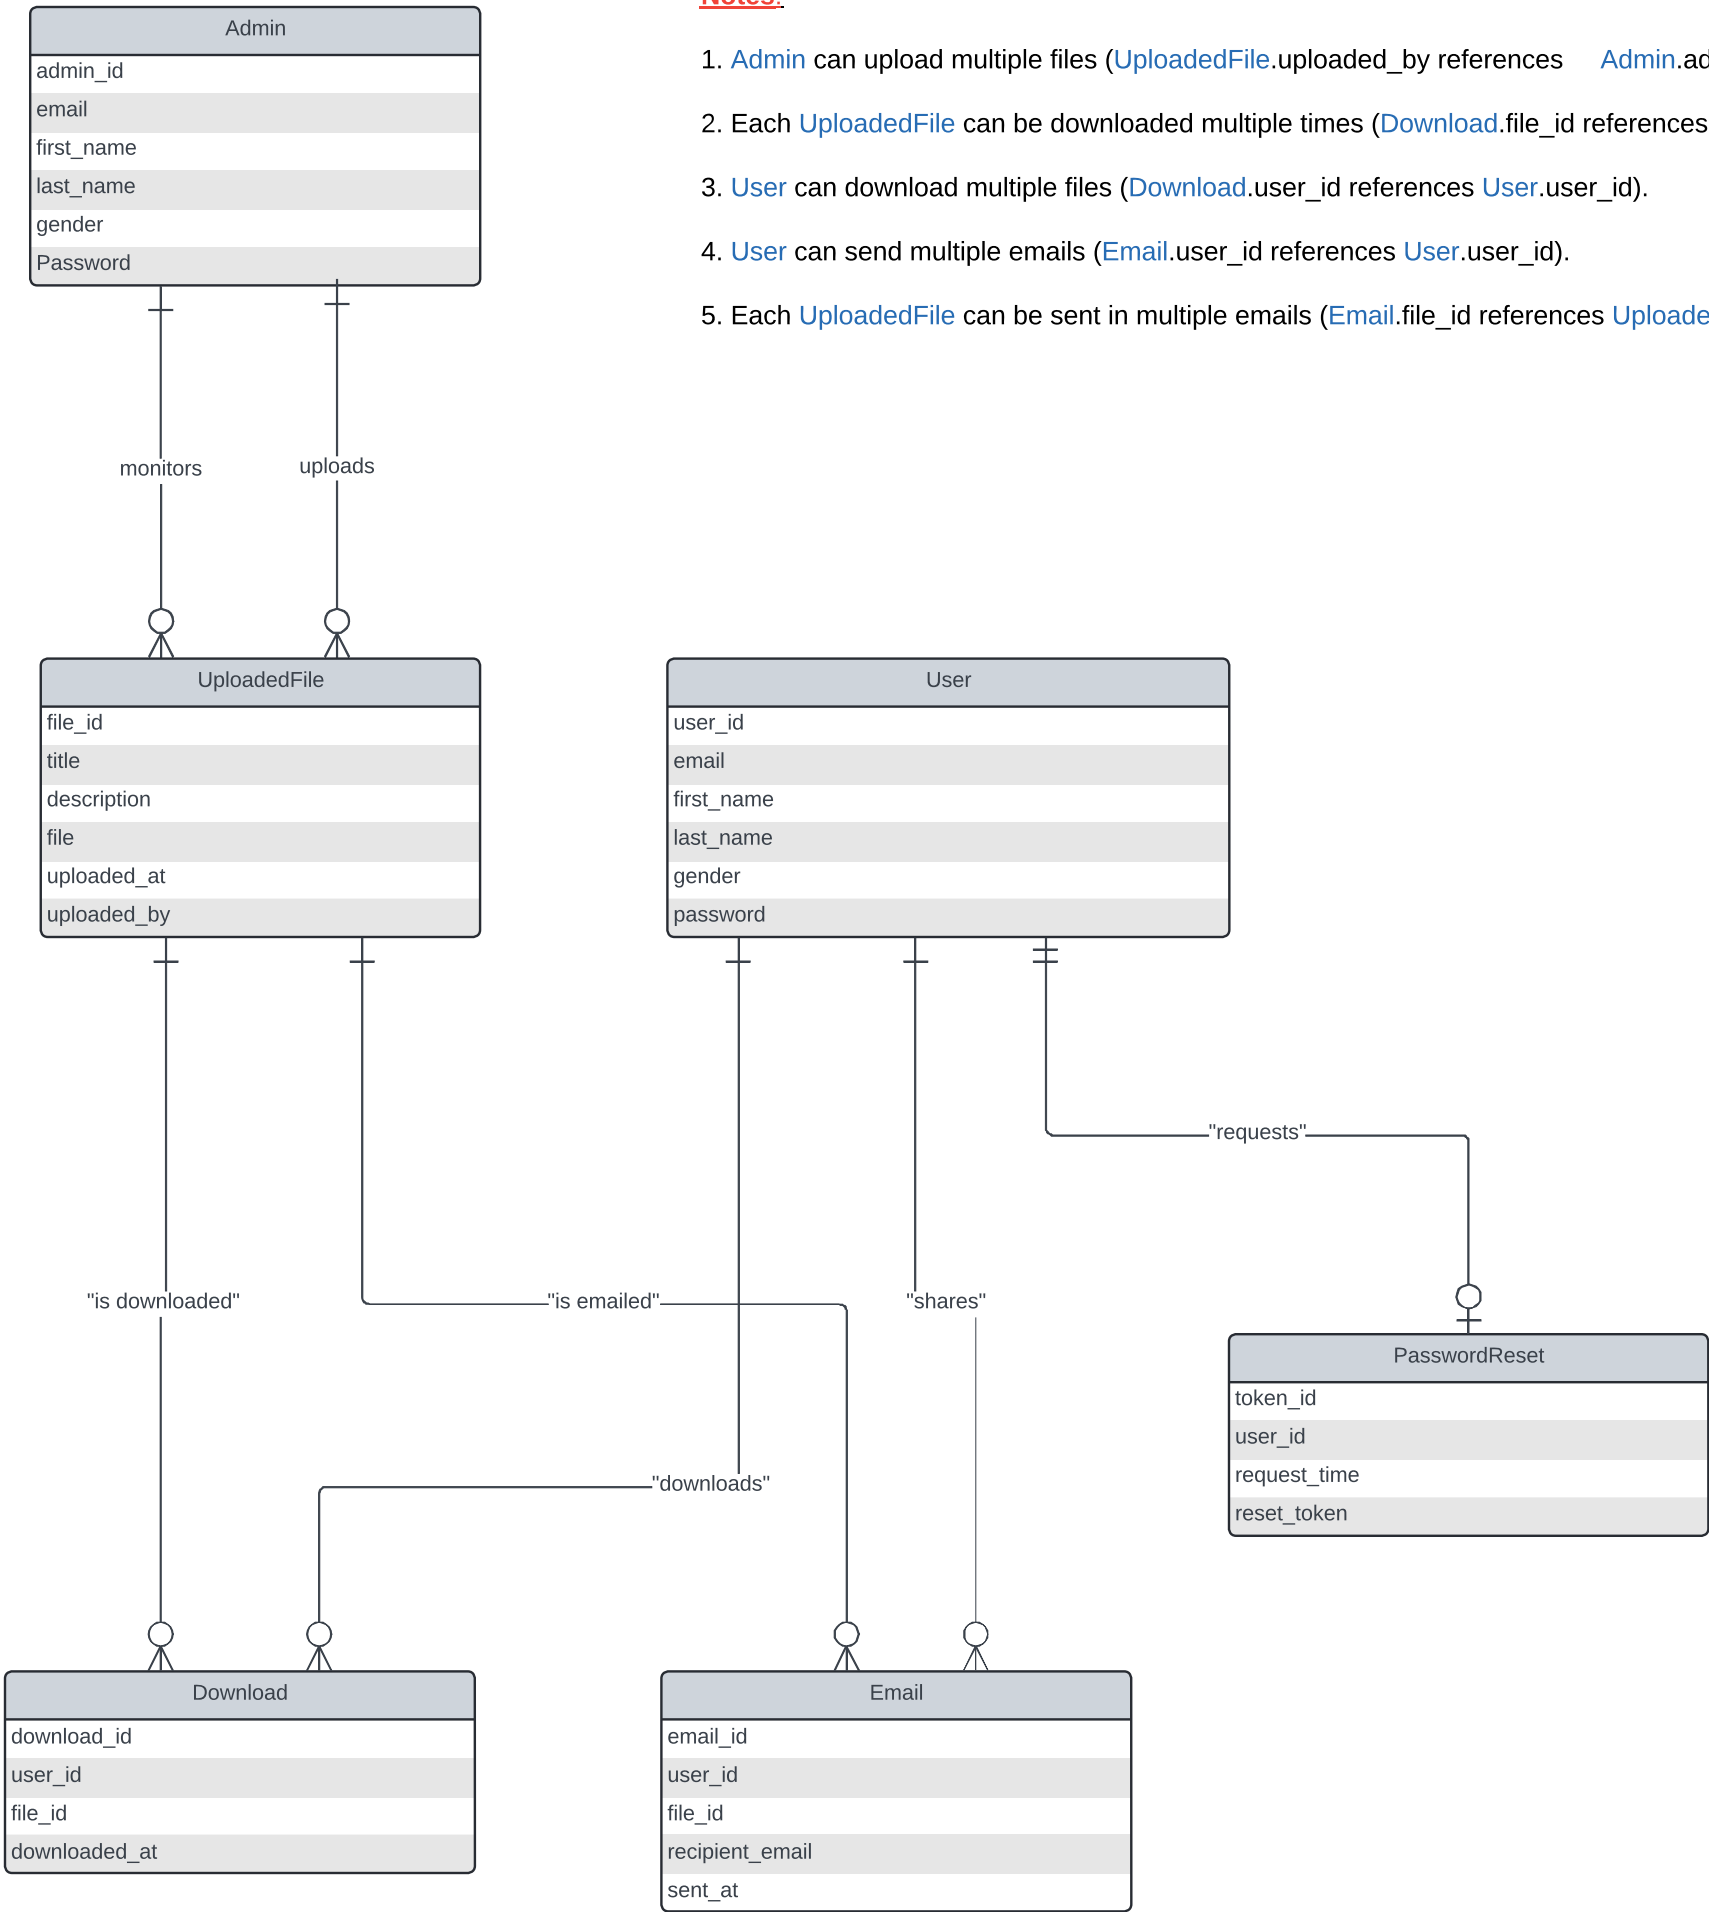 Notes:
1. Admin can upload multiple files (UploadedFile.uploaded_by references Admin.ad
2. Each UploadedFile can be downloaded multiple times (Download.file_id references
3. User can download multiple files (Download.user_id references User.user_id).
4. User can send multiple emails (Email.user_id references User.user_id).
5. Each UploadedFile can be sent in multiple emails (Email.file_id references Uploade
Admin
admin_id
email
first_name
last_name
gender
Password
monitors
uploads
UploadedFile
file_id
title
description
file
uploaded_at
uploaded_by
User
user_id
email
first_name
last_name
gender
password
"requests"
"is downloaded"
"is emailed"
"shares"
"downloads"
PasswordReset
token_id
user_id
request_time
reset_token
Download
download_id
user_id
file_id
downloaded_at
Email
email_id
user_id
file_id
recipient_email
sent_at